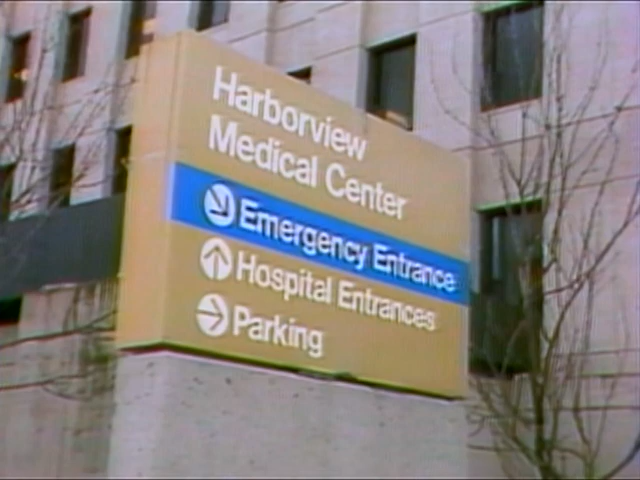 Harborview
Medical Center
Emergency Entrance
Hospital Entrances
Parking